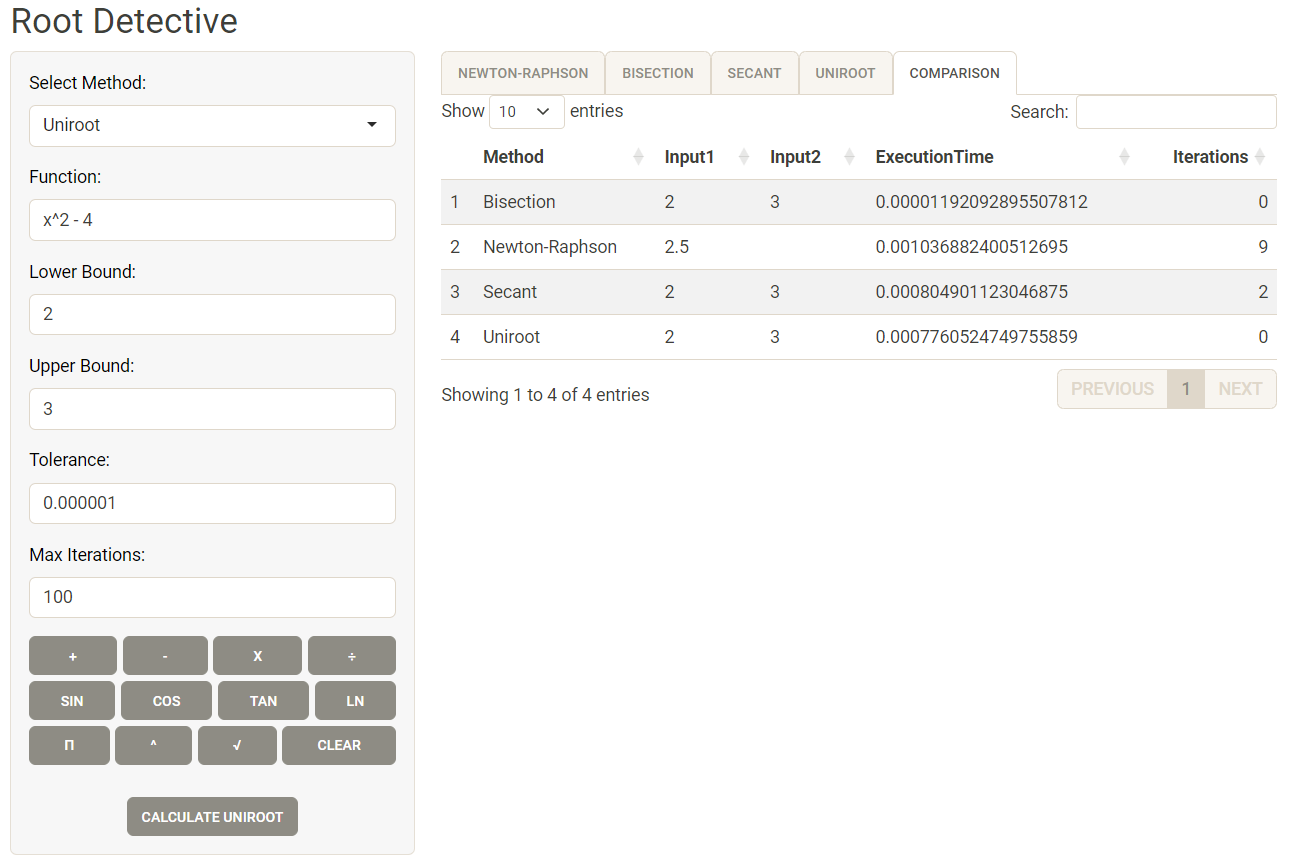 Root Detective
Select Method:
Uniroot
Function:
x^2 - 4
Lower Bound:
2
Upper Bound:
3
Tolerance:
0.000001
Max Iterations:
100
+ - X ÷
SIN COS TAN LN
Π ^ √ CLEAR
CALCULATE UNIROOT
NEWTON-RAPHSON BISECTION SECANT UNIROOT COMPARISON
Show 10 entries Search:
Method Input1 Input2 ExecutionTime Iterations
1 Bisection 2 3 0.00001192092895507812 0
2 Newton-Raphson 2.5 0.001036882400512695 9
3 Secant 2 3 0.000804901123046875 2
4 Uniroot 2 3 0.0007760524749755859 0
Showing 1 to 4 of 4 entries PREVIOUS 1 NEXT